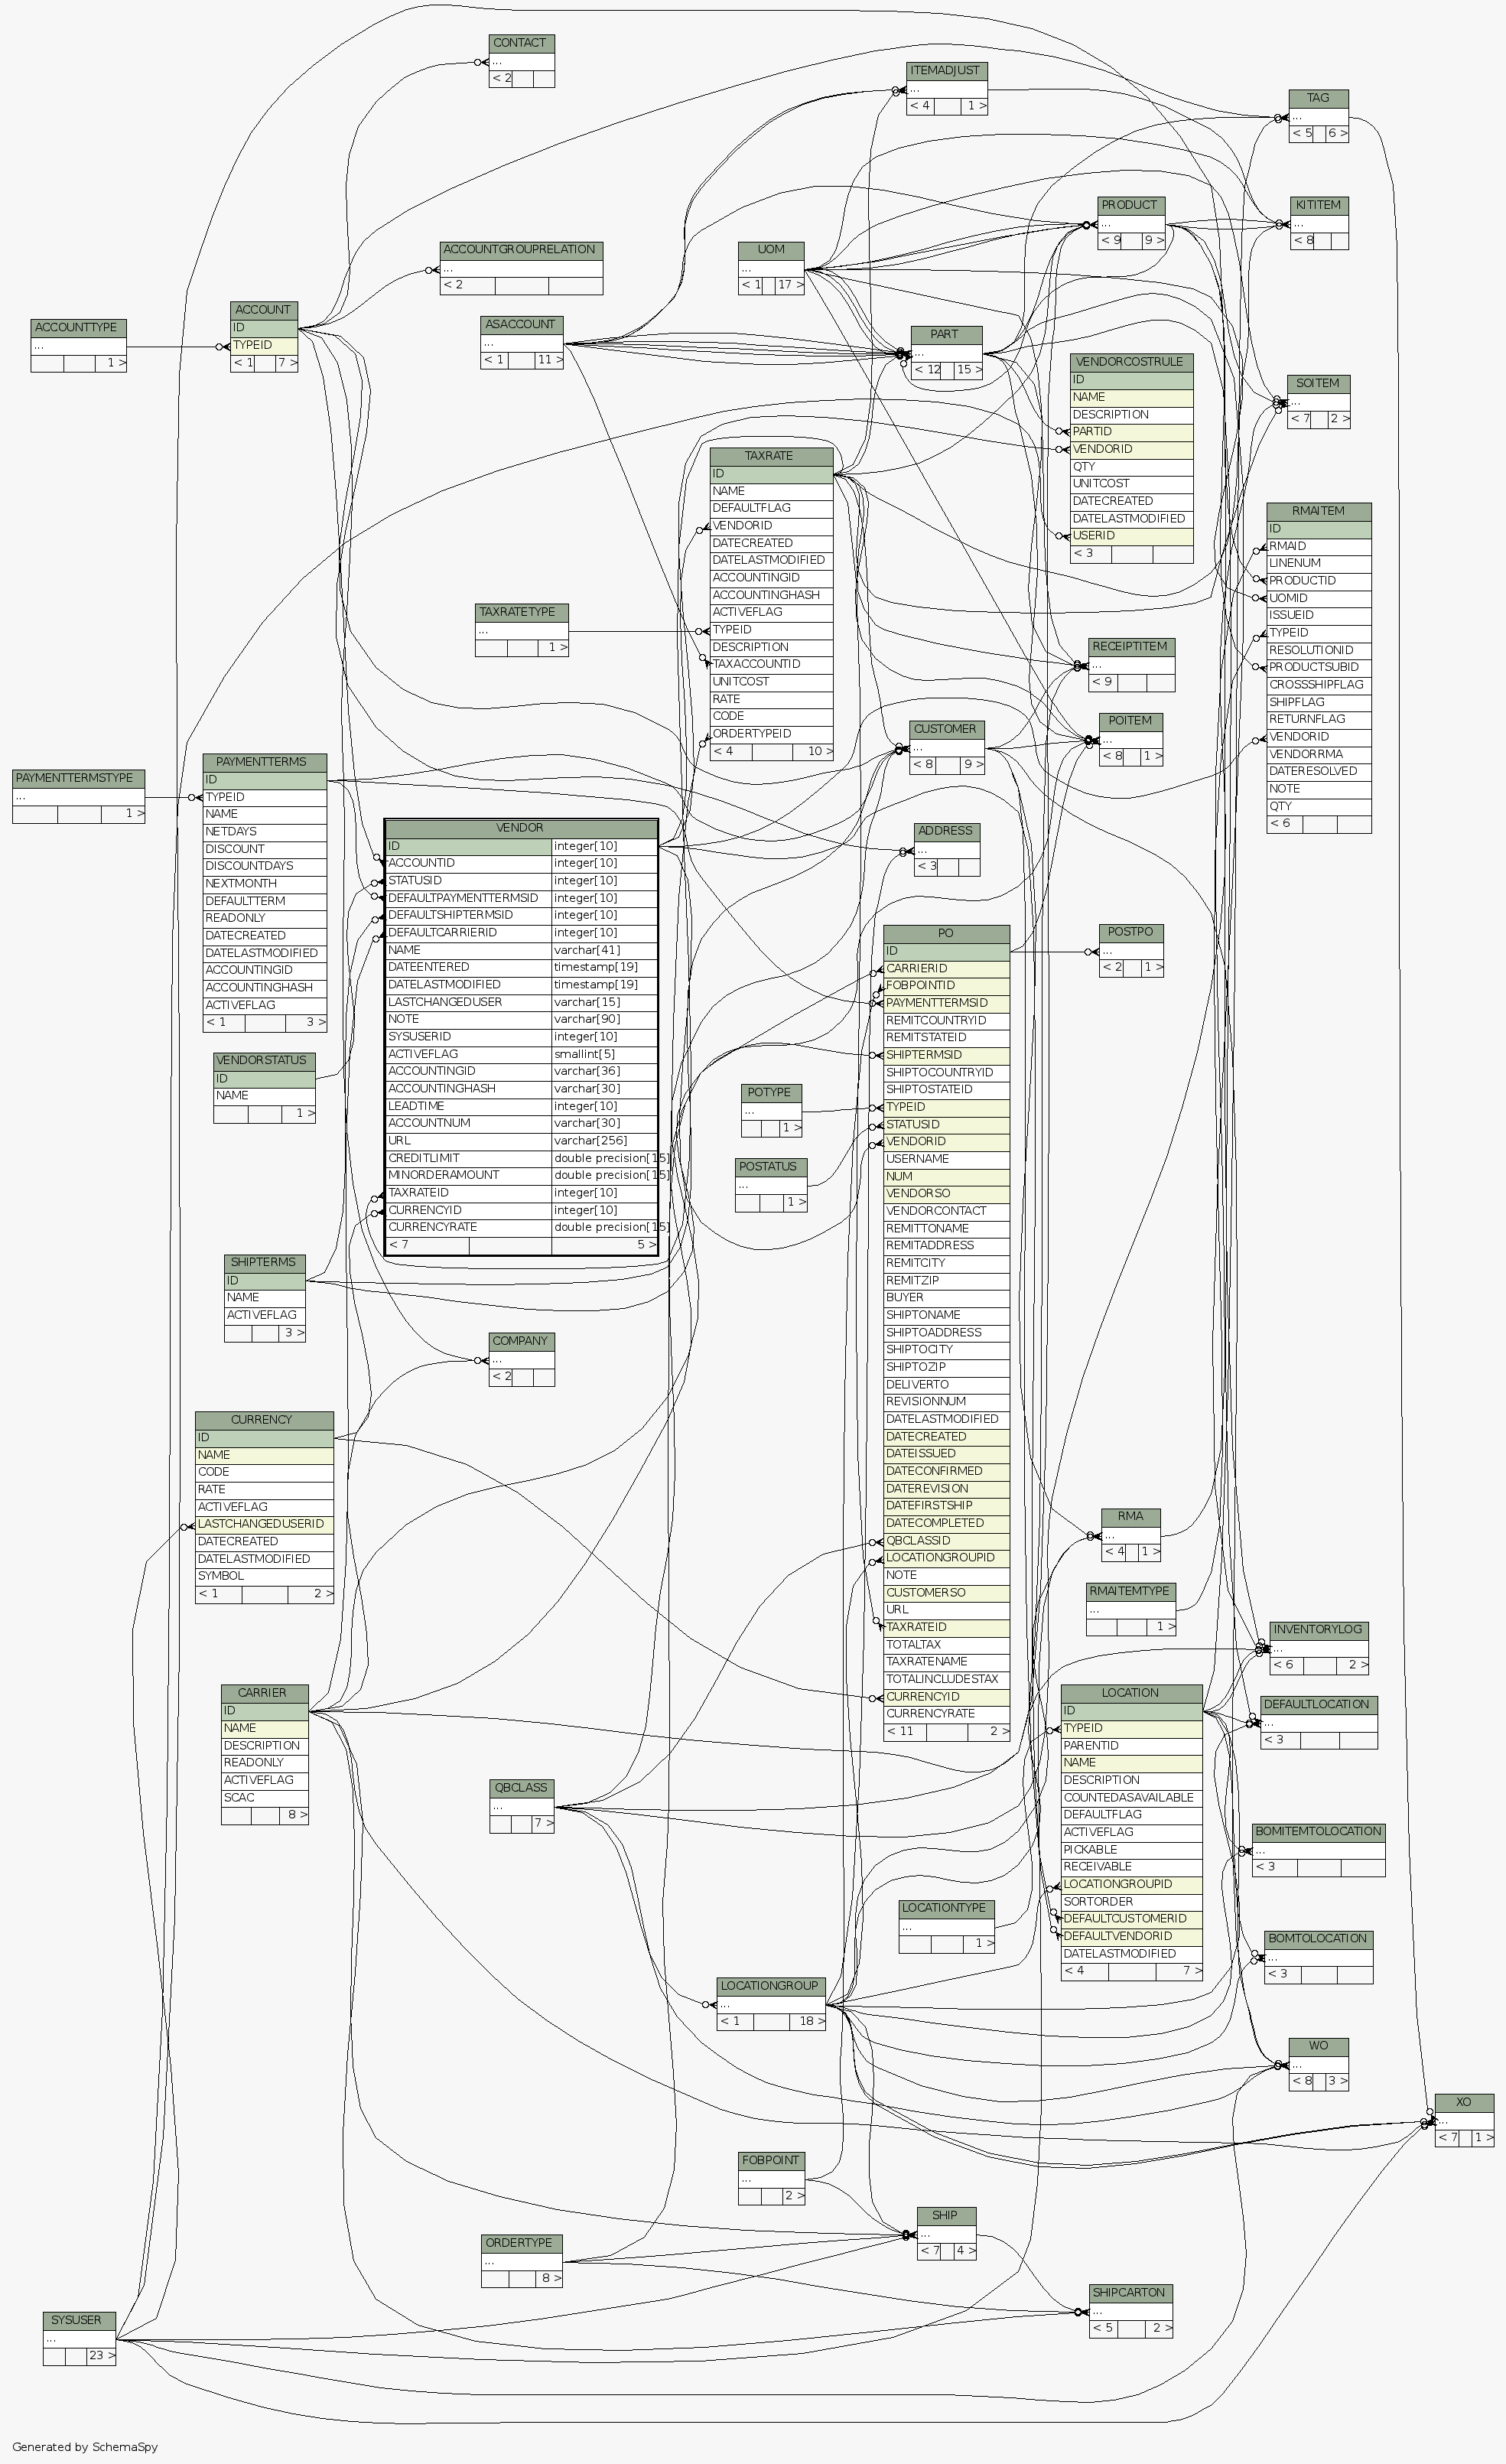 CONTACT
...
< 2
ITEMADJUST
...
< 4 1 >
TAG
...
< 5 6 >
PRODUCT
...
< 9 9 >
KITITEM
...
< 8
ACCOUNTGROUPRELATION
...
< 2
UOM
...
< 1 17 >
ACCOUNT
ID
TYPEID
< 1 7 >
ACCOUNTTYPE
...
1 >
ASACCOUNT
...
< 1 11 >
PART
...
< 12 15 >
VENDORCOSTRULE
ID
NAME
DESCRIPTION
PARTID
VENDORID
QTY
UNITCOST
DATECREATED
DATELASTMODIFIED
USERID
< 3
SOITEM
...
< 7 2 >
TAXRATE
ID
NAME
DEFAULTFLAG
VENDORID
DATECREATED
DATELASTMODIFIED
ACCOUNTINGID
ACCOUNTINGHASH
ACTIVEFLAG
TYPEID
DESCRIPTION
TAXACCOUNTID
UNITCOST
RATE
CODE
ORDERTYPEID
< 4 10 >
RMAITEM
ID
RMAID
LINENUM
PRODUCTID
UOMID
ISSUEID
TYPEID
RESOLUTIONID
PRODUCTSUBID
CROSSSHIPFLAG
SHIPFLAG
RETURNFLAG
VENDORID
VENDORRMA
DATERESOLVED
NOTE
QTY
< 6
TAXRATETYPE
...
1 >
RECEIPTITEM
...
< 9
CUSTOMER
...
< 8 9 >
POITEM
...
< 8 1 >
PAYMENTTERMSTYPE
...
1 >
PAYMENTTERMS
ID
TYPEID
NAME
NETDAYS
DISCOUNT
DISCOUNTDAYS
NEXTMONTH
DEFAULTTERM
READONLY
DATECREATED
DATELASTMODIFIED
ACCOUNTINGID
ACCOUNTINGHASH
ACTIVEFLAG
< 1 3 >
VENDOR
ID integer[10]
ACCOUNTID integer[10]
STATUSID integer[10]
DEFAULTPAYMENTTERMSID integer[10]
DEFAULTSHIPTERMSID integer[10]
DEFAULTCARRIERID integer[10]
NAME varchar[41]
DATEENTERED timestamp[19]
DATELASTMODIFIED timestamp[19]
LASTCHANGEDUSER varchar[15]
NOTE varchar[90]
SYSUSERID integer[10]
ACTIVEFLAG smallint[5]
ACCOUNTINGID varchar[36]
ACCOUNTINGHASH varchar[30]
LEADTIME integer[10]
ACCOUNTNUM varchar[30]
URL varchar[256]
CREDITLIMIT double precision[15]
MINORDERAMOUNT double precision[15]
TAXRATEID integer[10]
CURRENCYID integer[10]
CURRENCYRATE double precision[15]
< 7 5 >
ADDRESS
...
< 3
PO
ID
CARRIERID
FOBPOINTID
PAYMENTTERMSID
REMITCOUNTRYID
REMITSTATEID
SHIPTERMSID
SHIPTOCOUNTRYID
SHIPTOSTATEID
TYPEID
STATUSID
VENDORID
USERNAME
NUM
VENDORSO
VENDORCONTACT
REMITTONAME
REMITADDRESS
REMITCITY
REMITZIP
BUYER
SHIPTONAME
SHIPTOADDRESS
SHIPTOCITY
SHIPTOZIP
DELIVERTO
REVISIONNUM
DATELASTMODIFIED
DATECREATED
DATEISSUED
DATECONFIRMED
DATEREVISION
DATEFIRSTSHIP
DATECOMPLETED
QBCLASSID
LOCATIONGROUPID
NOTE
CUSTOMERSO
URL
TAXRATEID
TOTALTAX
TAXRATENAME
TOTALINCLUDESTAX
CURRENCYID
CURRENCYRATE
< 11 2 >
POSTPO
...
< 2 1 >
VENDORSTATUS
ID
NAME
1 >
POTYPE
...
1 >
POSTATUS
...
1 >
SHIPTERMS
ID
NAME
ACTIVEFLAG
3 >
COMPANY
...
< 2
CURRENCY
ID
NAME
CODE
RATE
ACTIVEFLAG
LASTCHANGEDUSERID
DATECREATED
DATELASTMODIFIED
SYMBOL
< 1 2 >
RMA
...
< 4 1 >
RMAITEMTYPE
...
1 >
INVENTORYLOG
...
< 6 2 >
CARRIER
ID
NAME
DESCRIPTION
READONLY
ACTIVEFLAG
SCAC
8 >
LOCATION
ID
TYPEID
PARENTID
NAME
DESCRIPTION
COUNTEDASAVAILABLE
DEFAULTFLAG
ACTIVEFLAG
PICKABLE
RECEIVABLE
LOCATIONGROUPID
SORTORDER
DEFAULTCUSTOMERID
DEFAULTVENDORID
DATELASTMODIFIED
< 4 7 >
DEFAULTLOCATION
...
< 3
QBCLASS
...
7 >
BOMITEMTOLOCATION
...
< 3
LOCATIONTYPE
...
1 >
BOMTOLOCATION
...
< 3
LOCATIONGROUP
...
< 1 18 >
WO
...
< 8 3 >
XO
...
< 7 1 >
FOBPOINT
...
2 >
SHIP
...
< 7 4 >
ORDERTYPE
...
8 >
SHIPCARTON
...
< 5 2 >
SYSUSER
...
23 >
Generated by SchemaSpy